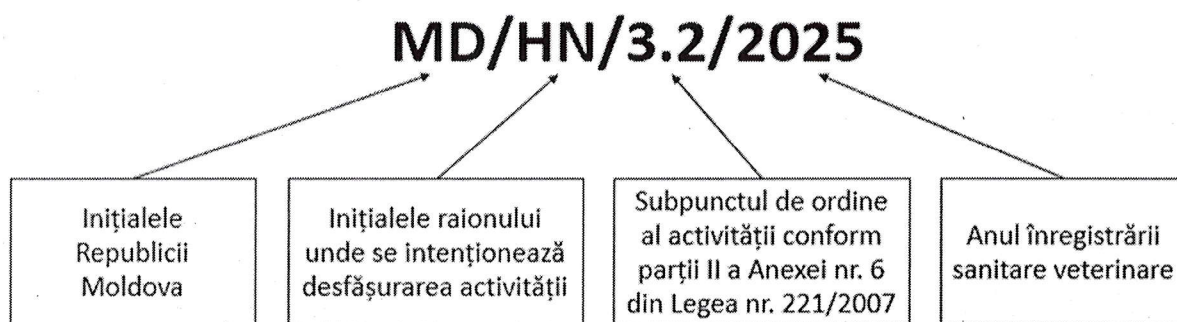 MD/HN/3.2/2025
Inițialele
Republicii
Moldova
Inițialele raionului
unde se intenționează
desfășurarea activității
Subpunctul de ordine
al activității conform
părții II a Anexei nr. 6
din Legea nr. 221/2007
Anul înregistrării
sanitare veterinare